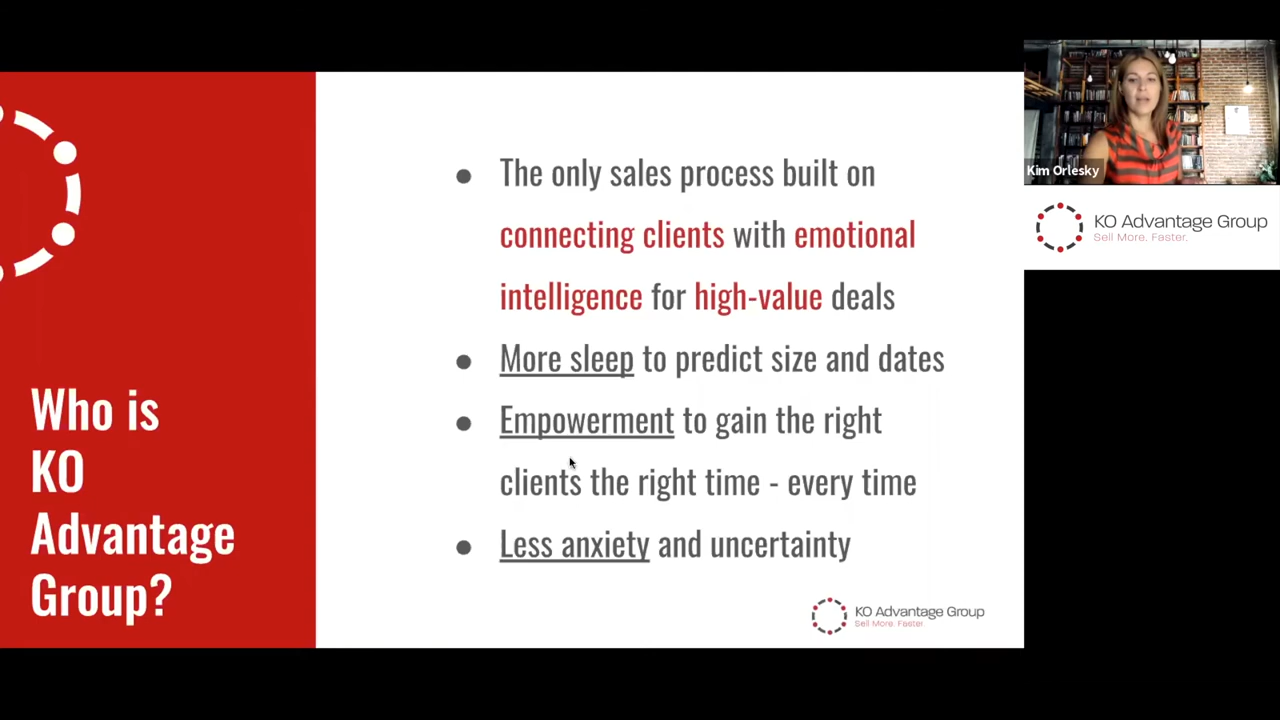 Who is
KO
Advantage
Group?
● The only sales process built on
connecting clients with emotional
intelligence for high-value deals
● More sleep to predict size and dates
● Empowerment to gain the right
clients the right time - every time
● Less anxiety and uncertainty
KO Advantage Group
Sell More. Faster.
Kim Orlesky
KO Advantage Group
Sell More. Faster.